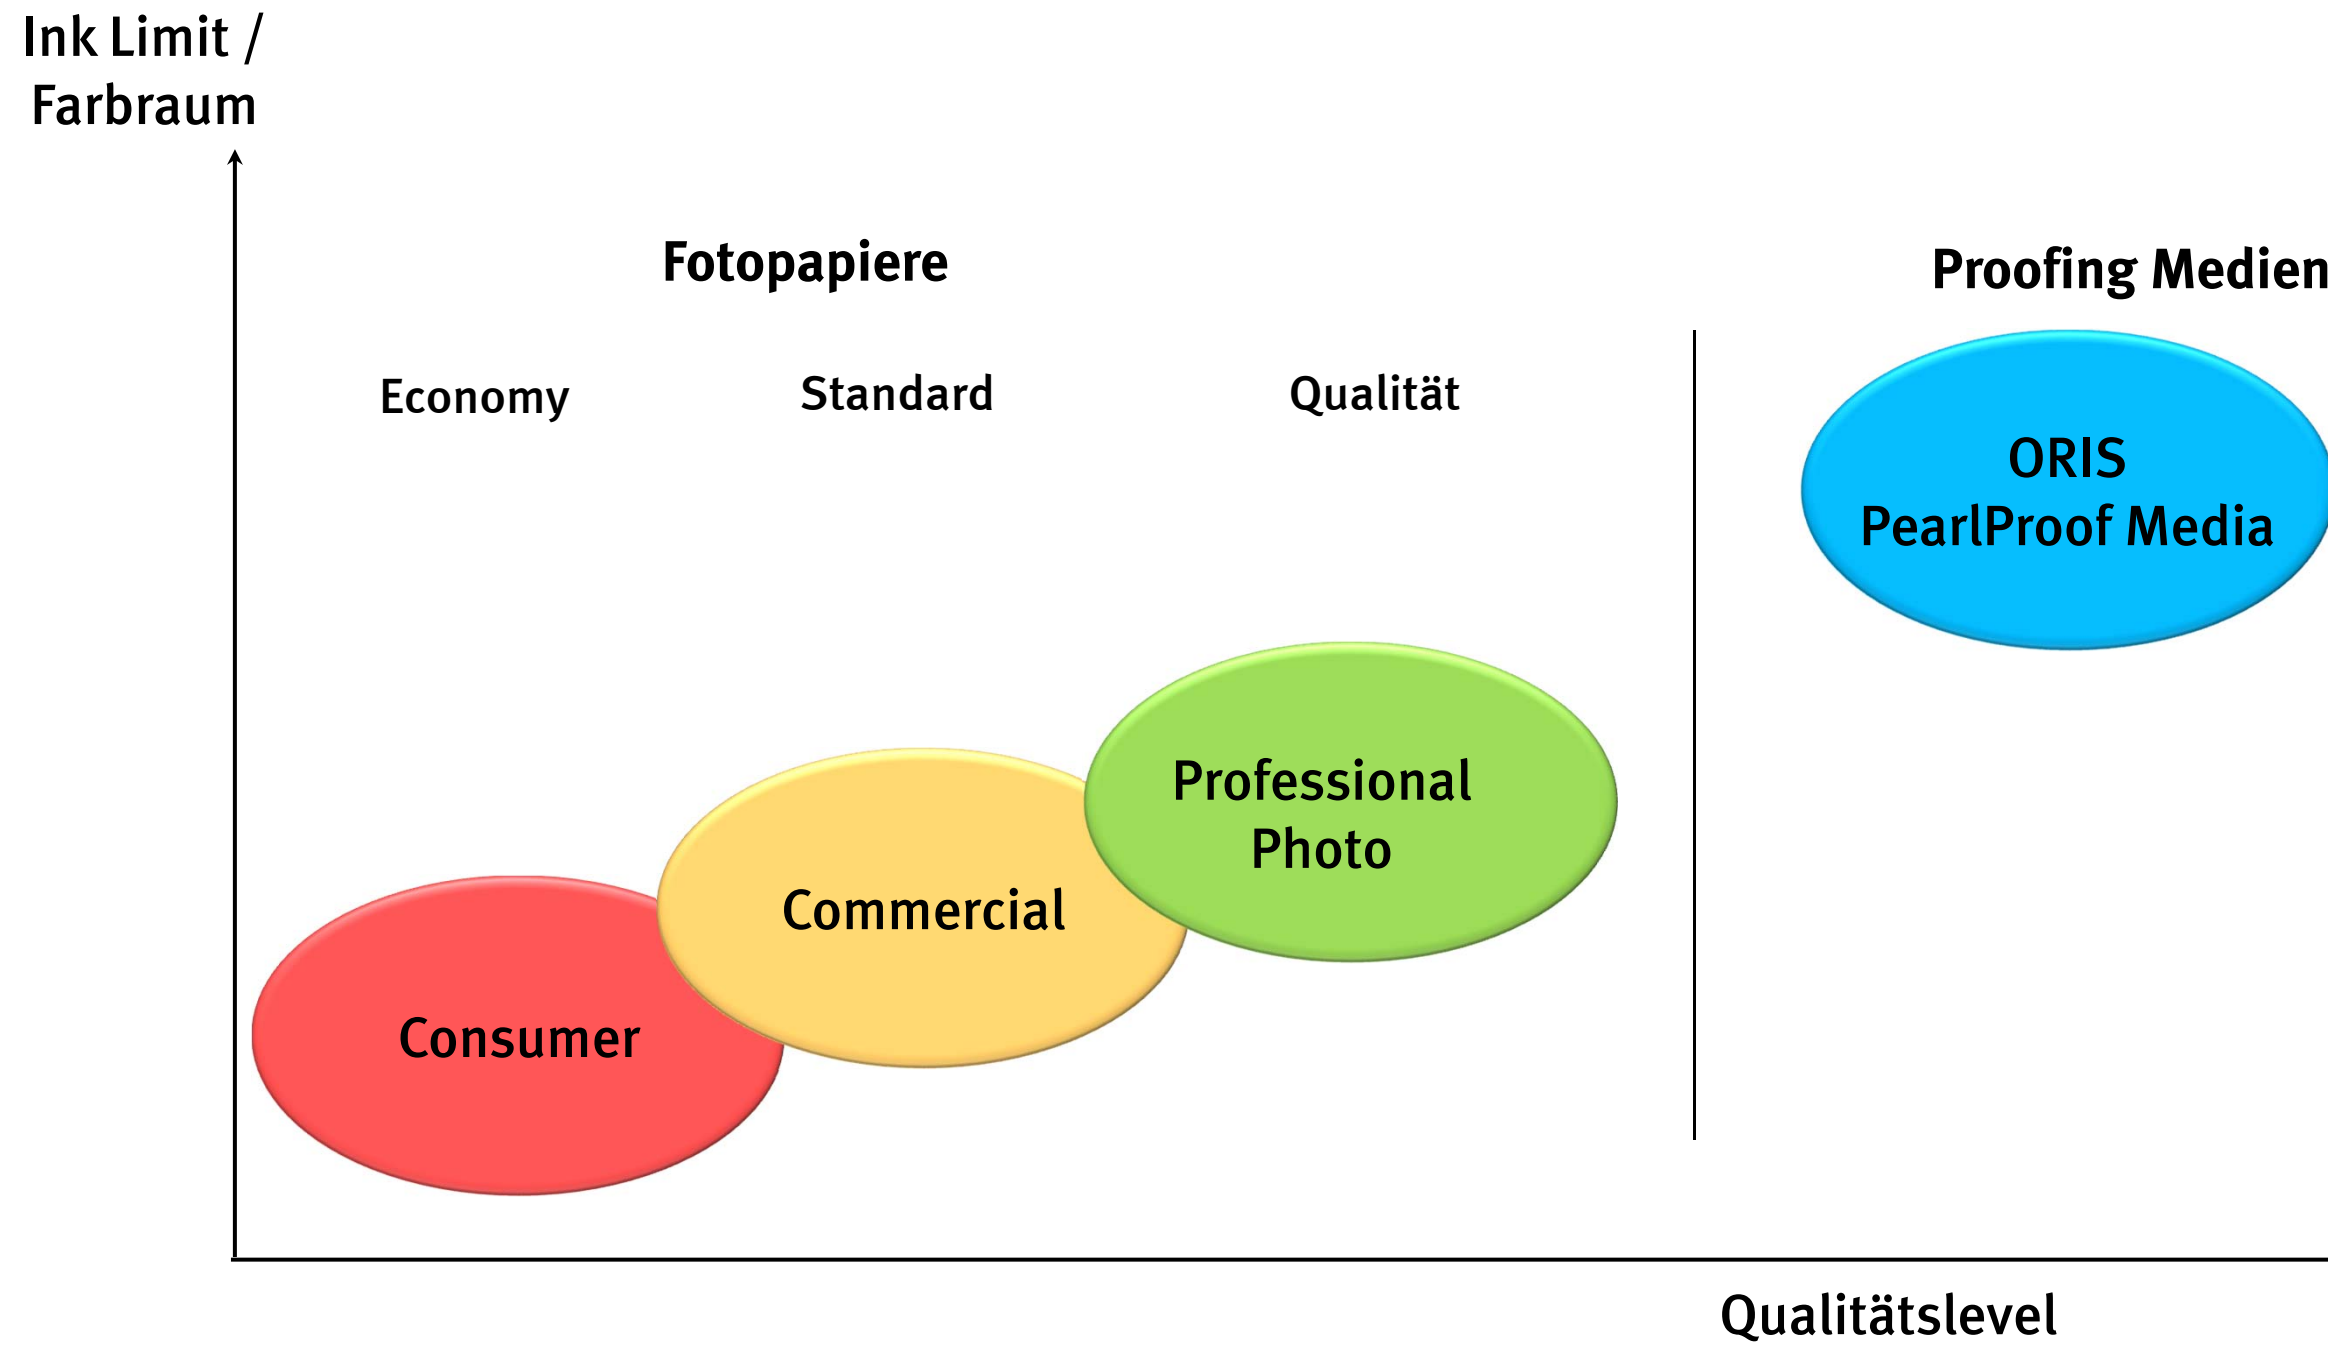 Ink Limit /
Farbraum
Fotopapiere
Proofing Medien
Economy
Standard
Qualität
ORIS
PearlProof Media
Professional
Photo
Commercial
Consumer
Qualitätslevel